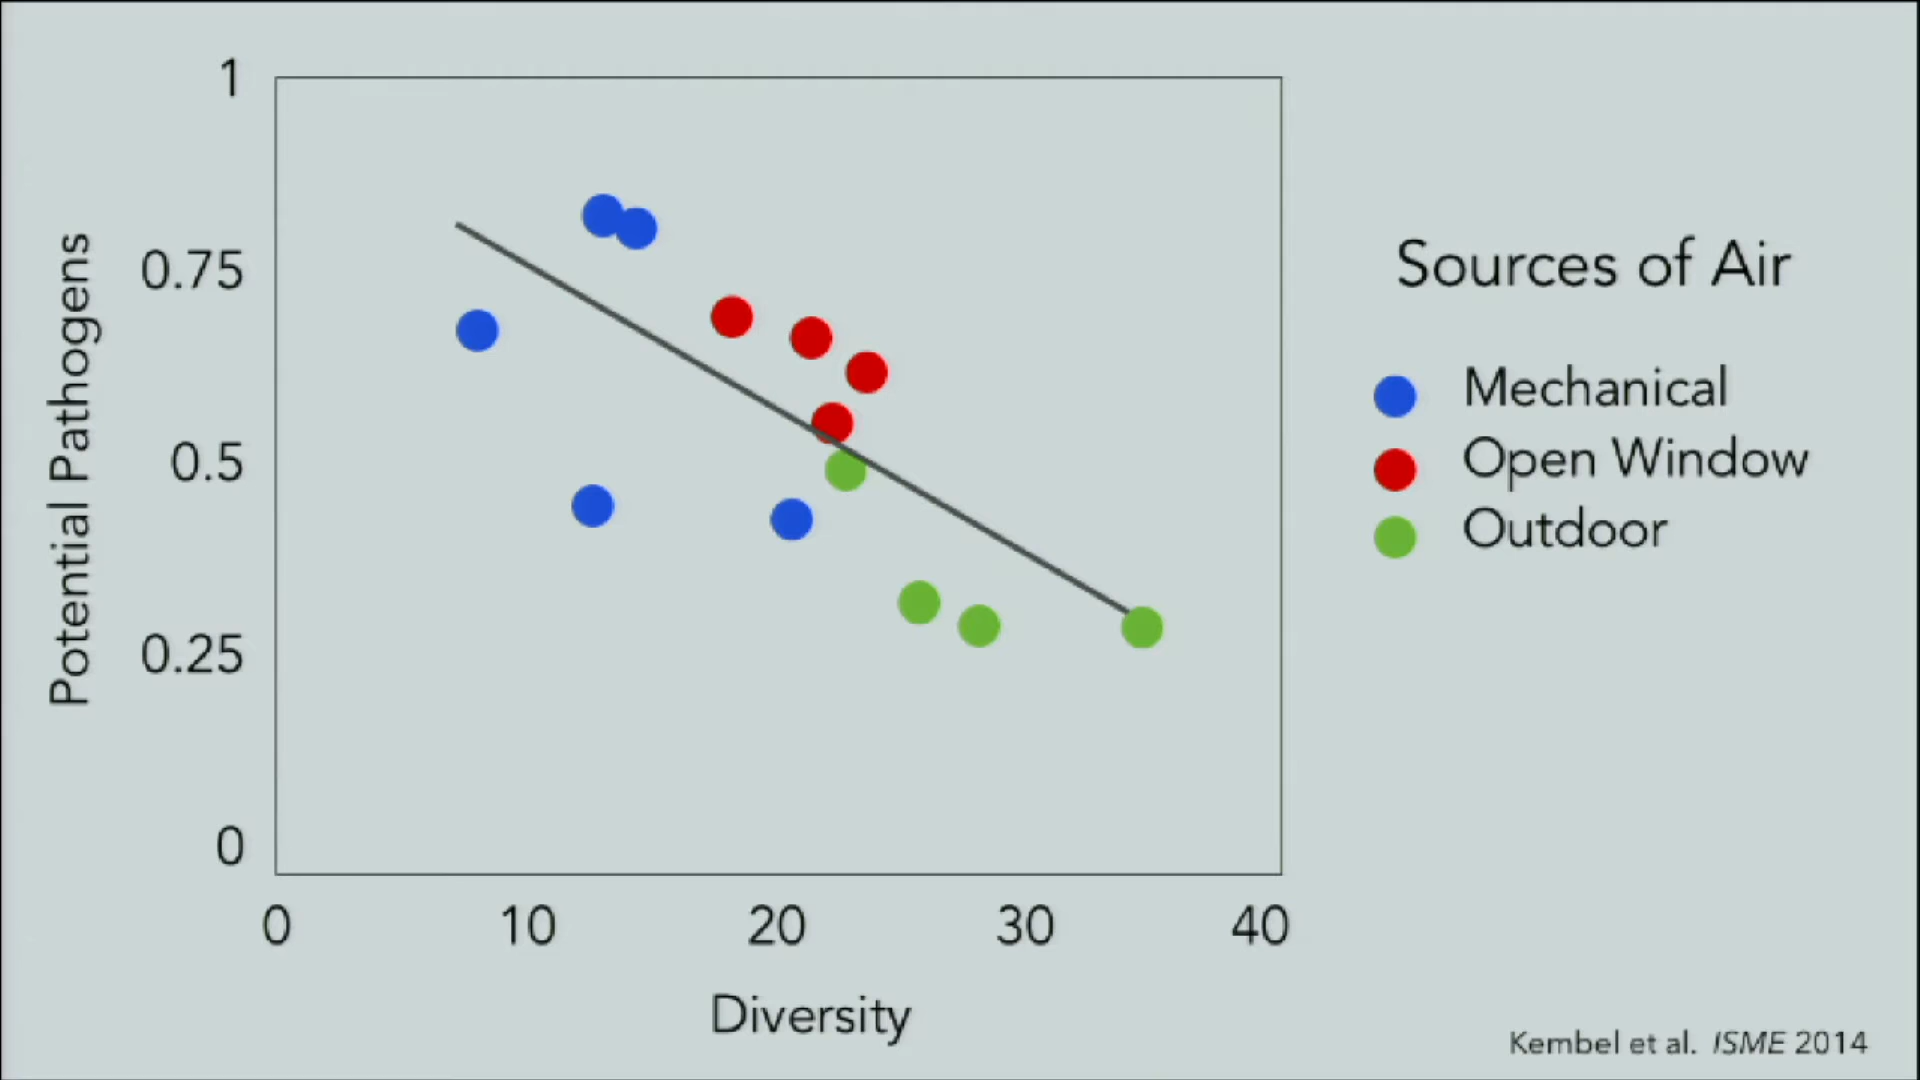 1
0.75
0.5
0.25
0
Potential Pathogens
0 10 20 30 40
Diversity
Sources of Air
Mechanical
Open Window
Outdoor
Kembel et al. ISME 2014